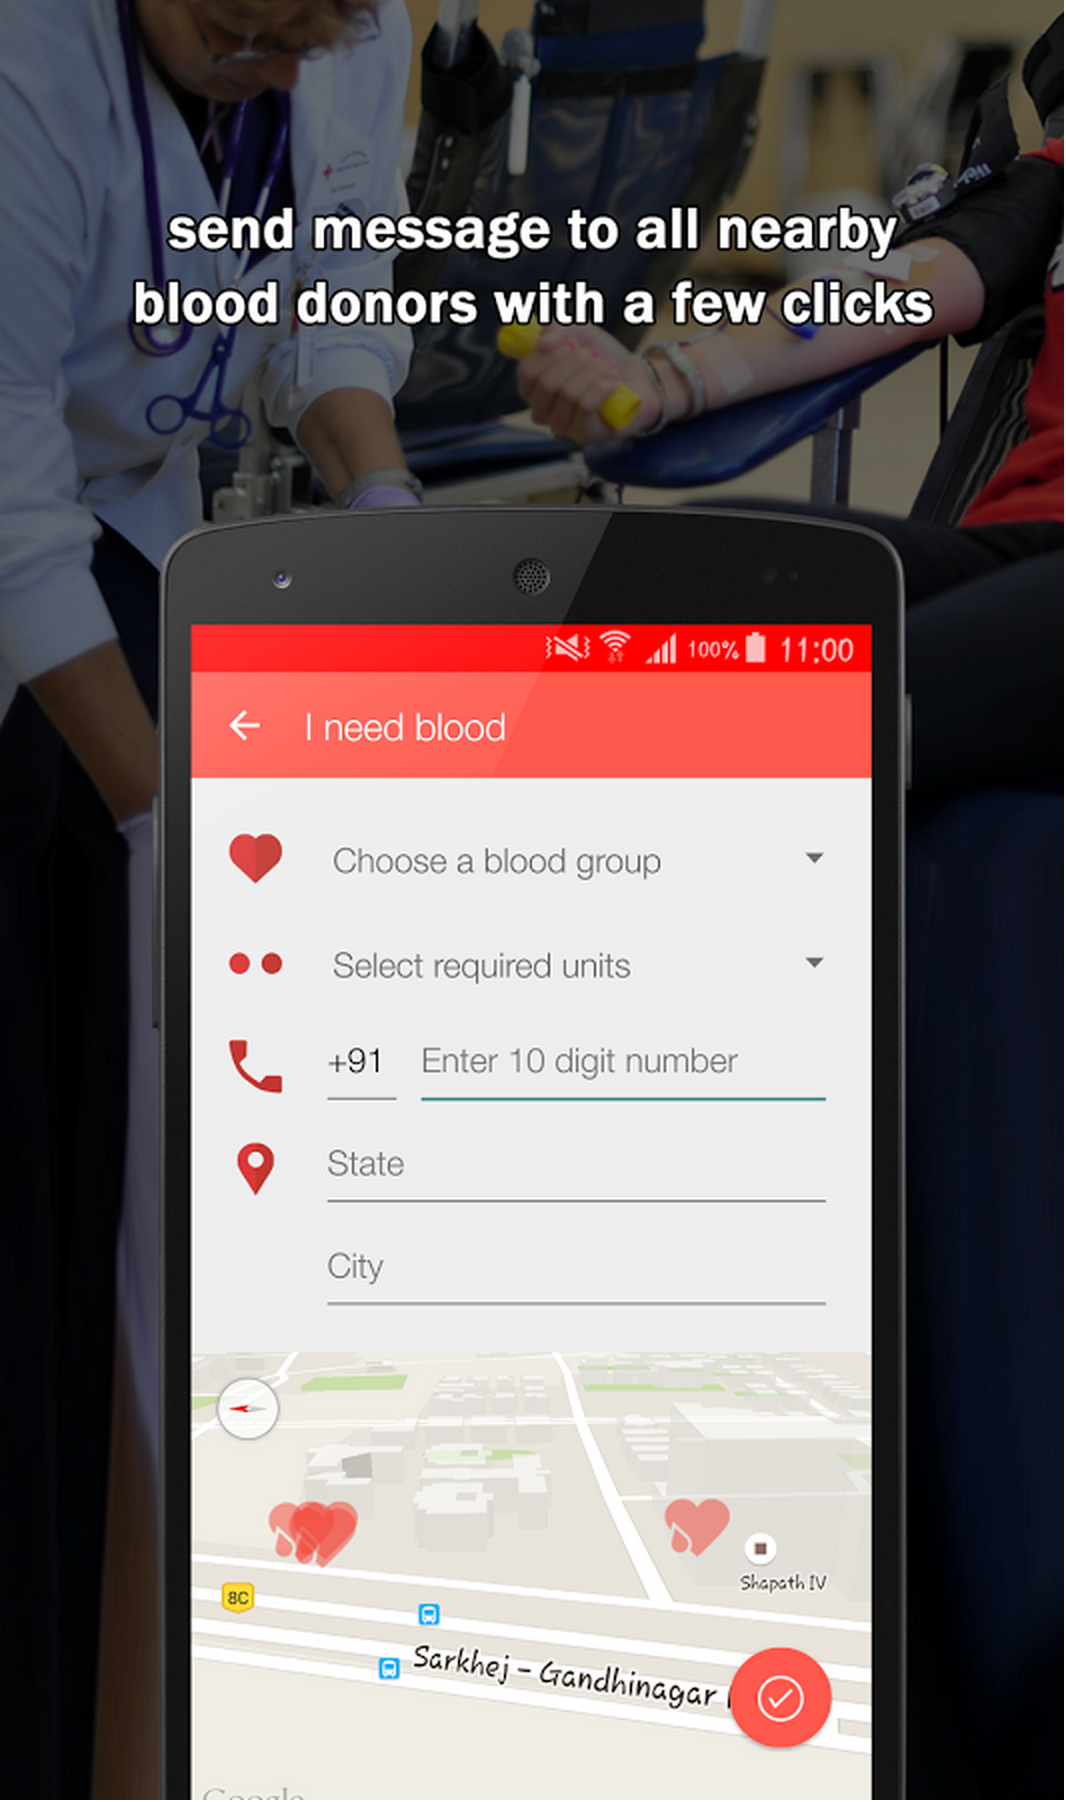 send message to all nearby
blood donors with a few clicks
100% 11:00
I need blood
Choose a blood group
Select required units
+91 Enter 10 digit number
State
City
Shapath IV
8C
Sarkhej - Gandhinagar
Google